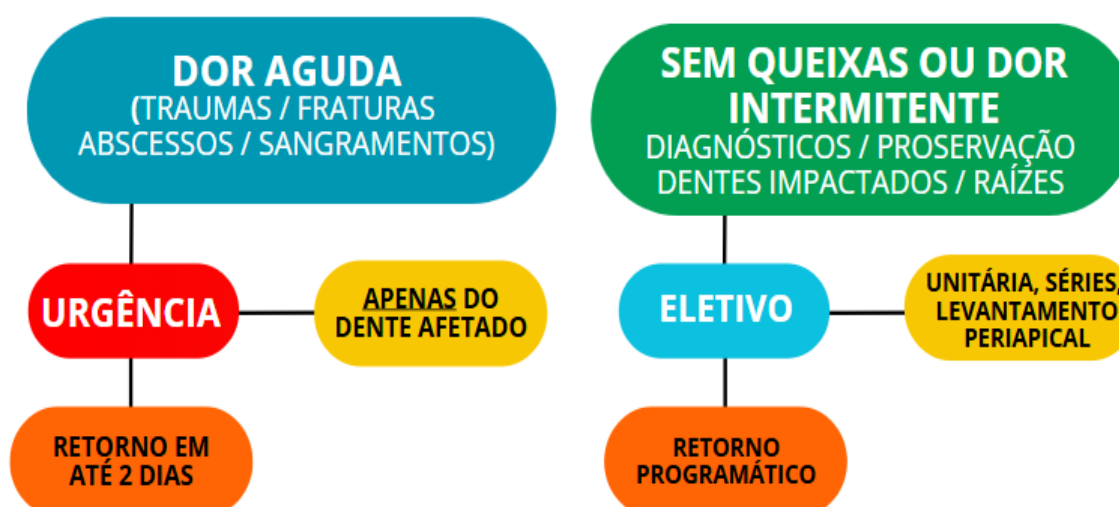 DOR AGUDA
(TRAUMAS / FRATURAS
ABSCESSOS / SANGRAMENTOS)
URGÊNCIA
APENAS DO
DENTE AFETADO
RETORNO EM
ATÉ 2 DIAS
SEM QUEIXAS OU DOR
INTERMITENTE
DIAGNÓSTICOS / PROSERVAÇÃO
DENTES IMPACTADOS / RAÍZES
ELETIVO
UNITÁRIA, SÉRIES,
LEVANTAMENTO
PERIAPICAL
RETORNO
PROGRAMÁTICO